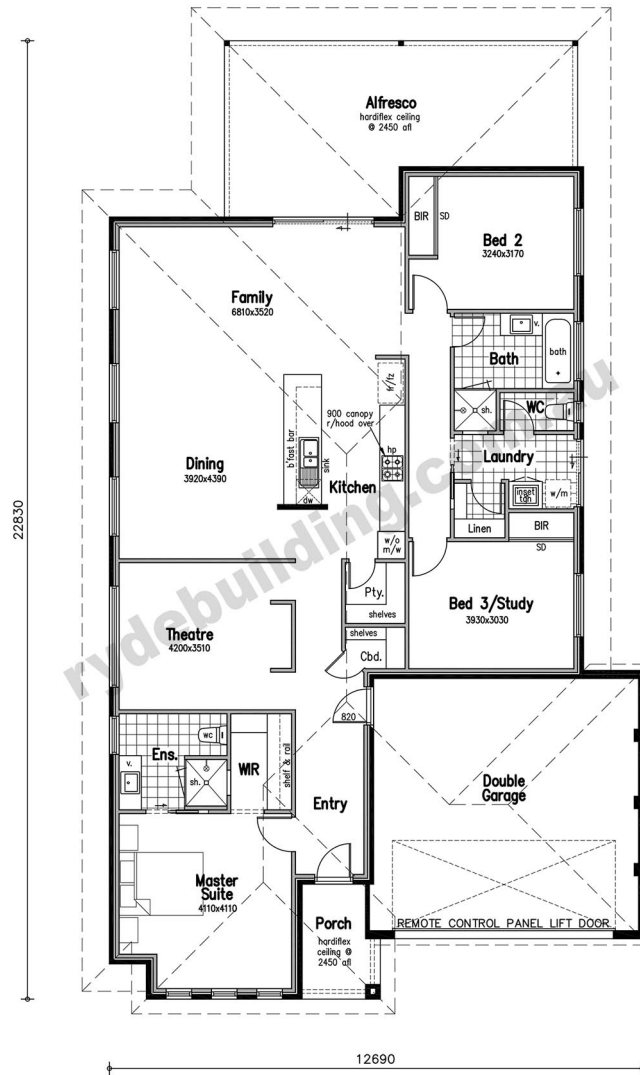 Alfresco
hardiflex ceiling
@ 2450 afl
BIR
SD
Bed 2
3240x3170
Family
6810x3520
v.
Bath
bath
fr/fz
900 canopy
r/hood over
sh.
WC
hp
b'fast bar
sink
Dining
3920x4390
Kitchen
Laundry
dw
inset
tub
w/m
w/o
m/w
Linen
BIR
SD
Pty.
shelves
Bed 3/Study
3930x3030
Theatre
4200x3510
shelves
Cbd.
820
wc
Ens.
v.
sh.
WIR
shelf & rail
Entry
Double
Garage
Master
Suite
4110x4110
Porch
hardiflex
ceiling @
2450 afl
REMOTE CONTROL PANEL LIFT DOOR
22830
12690
rydebuilding.com.au